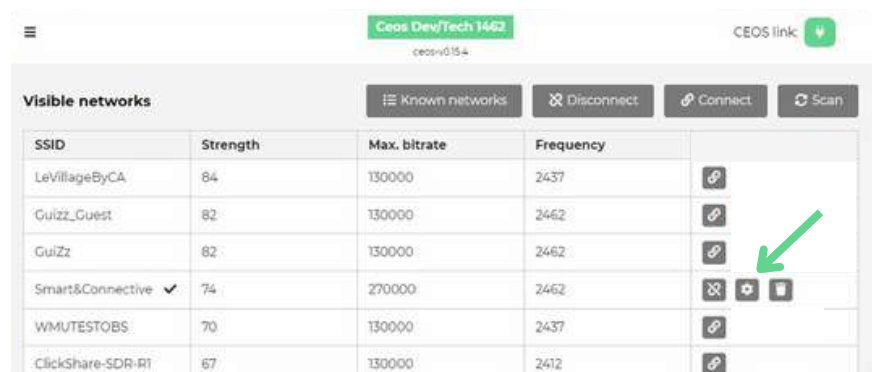 Ceos Dev/Tech 1462
CEOS link:
ceos-v0.15.4
Visible networks
Known networks
Disconnect
Connect
Scan
SSID Strength Max. bitrate Frequency
LeVillageByCA 84 130000 2437
Guizz_Guest 82 130000 2462
GuiZz 82 130000 2462
Smart&Connective 74 270000 2462
WMUTESTOBS 70 130000 2437
ClickShare-SDR-R1 67 130000 2412